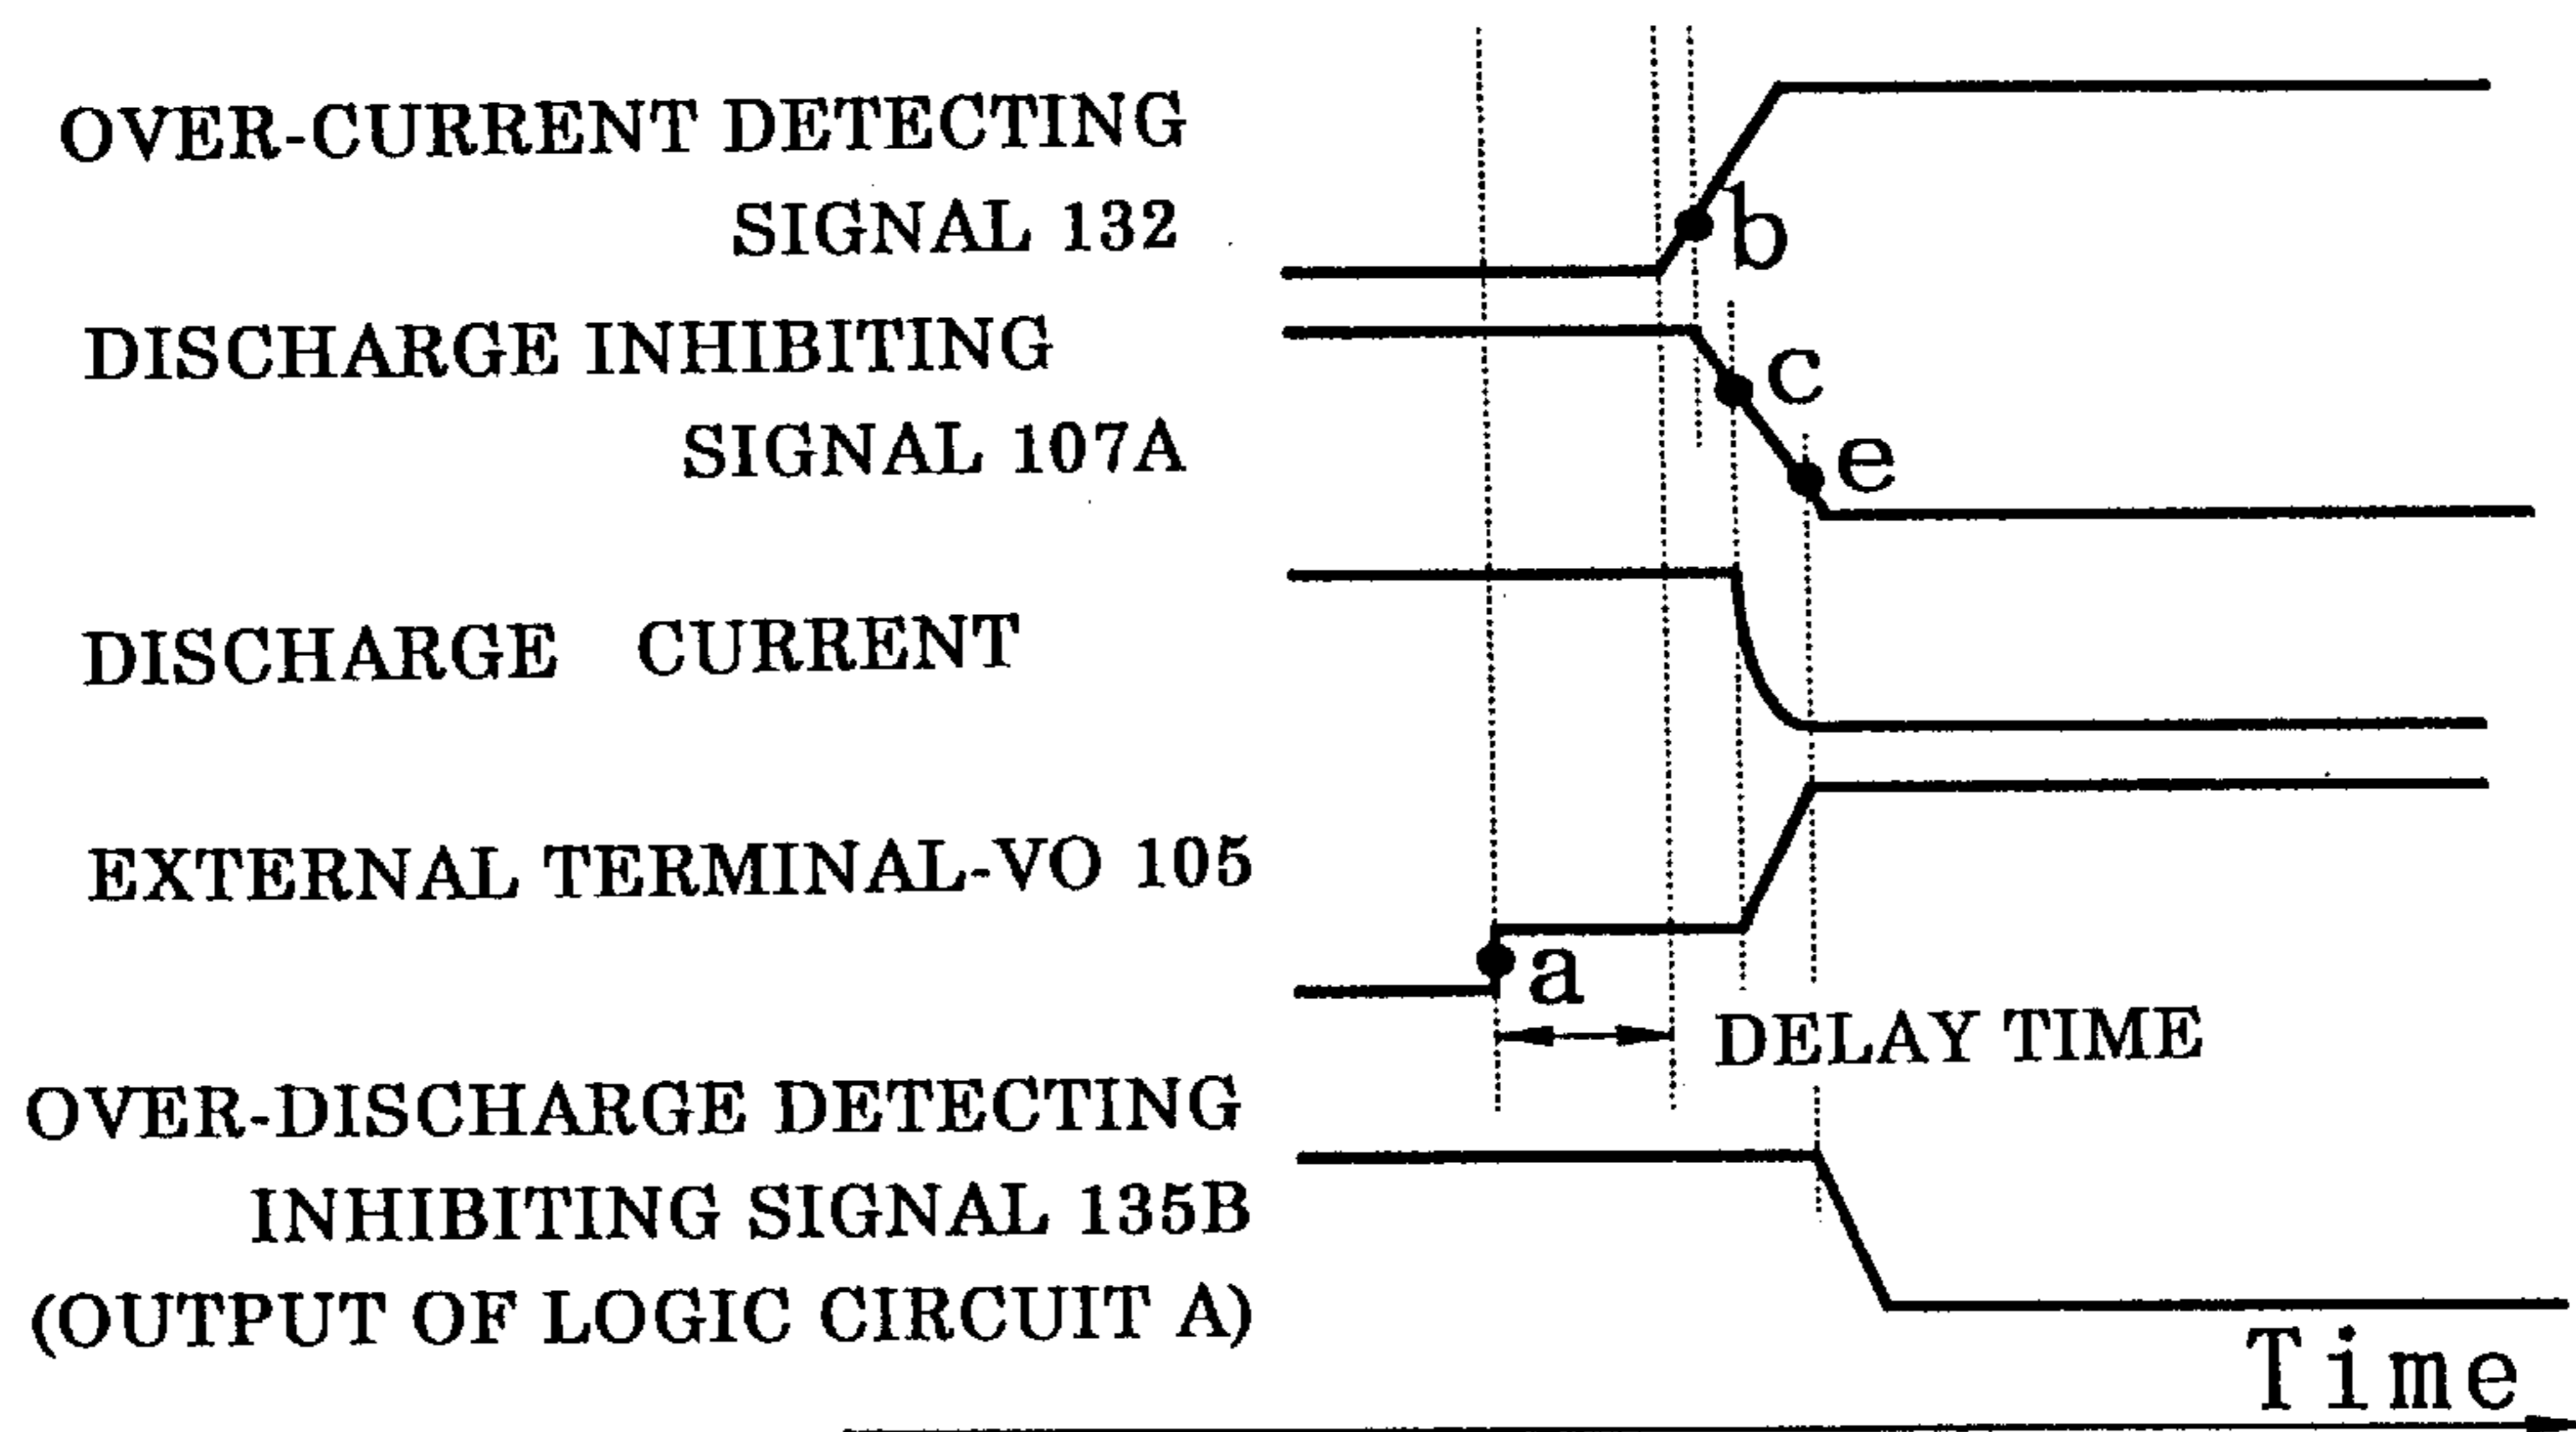 OVER-CURRENT DETECTING
SIGNAL 132
b
DISCHARGE INHIBITING
SIGNAL 107A
c
e
DISCHARGE CURRENT
EXTERNAL TERMINAL-VO 105
a
DELAY TIME
OVER-DISCHARGE DETECTING
INHIBITING SIGNAL 135B
(OUTPUT OF LOGIC CIRCUIT A)
Time